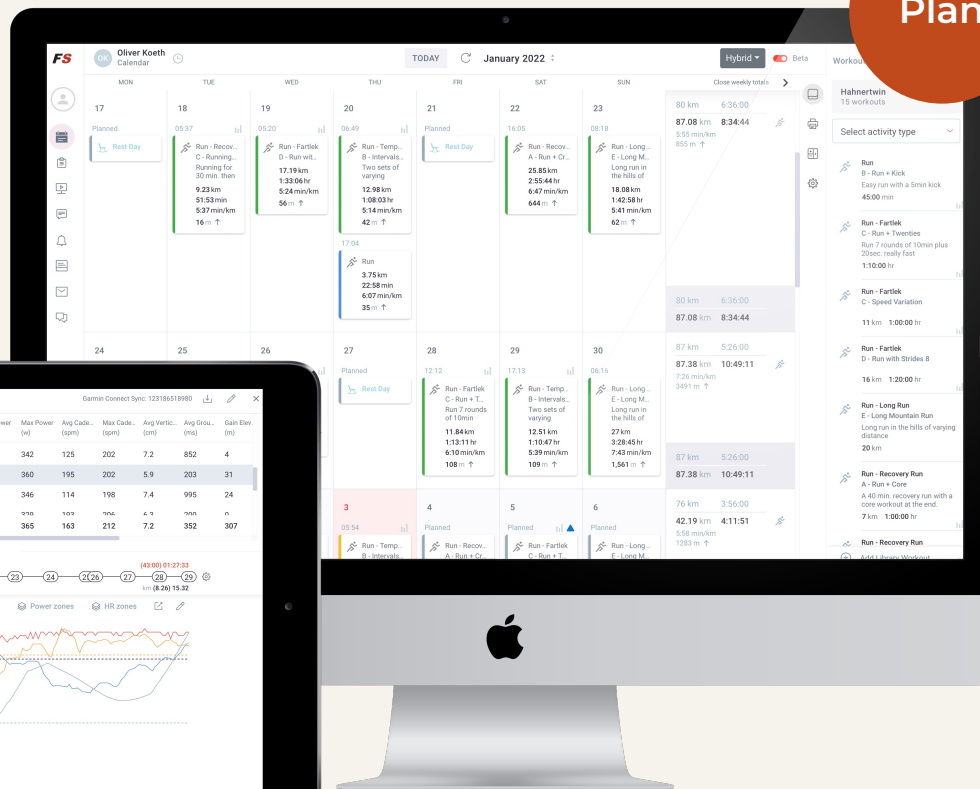 Plan
FS
OK
Oliver Koeth
Calendar
TODAY
January 2022
Hybrid
Beta
MON
TUE
WED
THU
FRI
SAT
SUN
Close weekly totals
17
Planned
Rest Day
18
05:37
Run - Recov...
C - Running...
Running for
30 min. then
9.23 km
51:53 min
5:37 min/km
16 m ↑
19
05:20
Run - Fartlek
D - Run wit...
17.19 km
1:33:06 hr
5:24 min/km
56 m ↑
20
06:49
Run - Temp...
B - Intervals...
Two sets of
varying
12.98 km
1:08:03 hr
5:14 min/km
42 m ↑
17:04
Run
3.75 km
22:58 min
6:07 min/km
35 m ↑
21
Planned
Rest Day
22
16:05
Run - Recov...
A - Run + Cr...
25.85 km
2:55:44 hr
6:47 min/km
644 m ↑
23
08:18
Run - Long ...
E - Long M...
Long run in
the hills of
18.08 km
1:42:58 hr
5:41 min/km
62 m ↑
80 km 6:36:00
87.08 km 8:34:44
5:55 min/km
855 m ↑
80 km 6:36:00
87.08 km 8:34:44
24
25
26
27
Planned
Rest Day
28
12:12
Run - Fartlek
C - Run + T...
Run 7 rounds
of 10min
11.84 km
1:13:11 hr
6:10 min/km
108 m ↑
29
17:13
Run - Temp...
B - Intervals...
Two sets of
varying
12.51 km
1:10:47 hr
5:39 min/km
109 m ↑
30
06:16
Run - Long ...
E - Long M...
Long run in
the hills of
27 km
3:28:45 hr
7:43 min/km
1,561 m ↑
87 km 5:26:00
87.38 km 10:49:11
7:26 min/km
3491 m ↑
87 km 5:26:00
87.38 km 10:49:11
3
05:54
Run - Temp...
B - Intervals
4
Planned
Run - Recov...
A - Run + Cr...
5
Planned
Run - Fartlek
C - Run + T...
6
Planned
Run - Long ...
E - Long M...
76 km 3:56:00
42.19 km 4:11:51
5:58 min/km
1283 m ↑
Workou
Hahnertwin
15 workouts
Select activity type
Run
B - Run + Kick
Easy run with a 5min kick
45:00 min
Run - Fartlek
C - Run + Twenties
Run 7 rounds of 10min plus
20sec. really fast
1:10:00 hr
Run - Fartlek
C - Speed Variation
11 km 1:00:00 hr
Run - Fartlek
D - Run with Strides 8
16 km 1:20:00 hr
Run - Long Run
E - Long Mountain Run
Long run in the hills of varying
distance
20 km
Run - Recovery Run
A - Run + Core
A 40 min. recovery run with a
core workout at the end.
7 km 1:00:00 hr
Run - Recovery Run
Add Library Workout
Garmin Connect Sync: 123186518980
wer Max Power Avg Cade... Max Cade... Avg Vertic... Avg Grou... Gain Elev.
(w) (spm) (spm) (cm) (ms) (m)
342 125 202 7.2 852 4
360 195 202 5.9 203 31
346 114 198 7.4 995 24
365 163 212 7.2 352 307
(43:00) 01:27:33
23 24 26 27 28 29
km (8.26) 15.32
Power zones HR zones